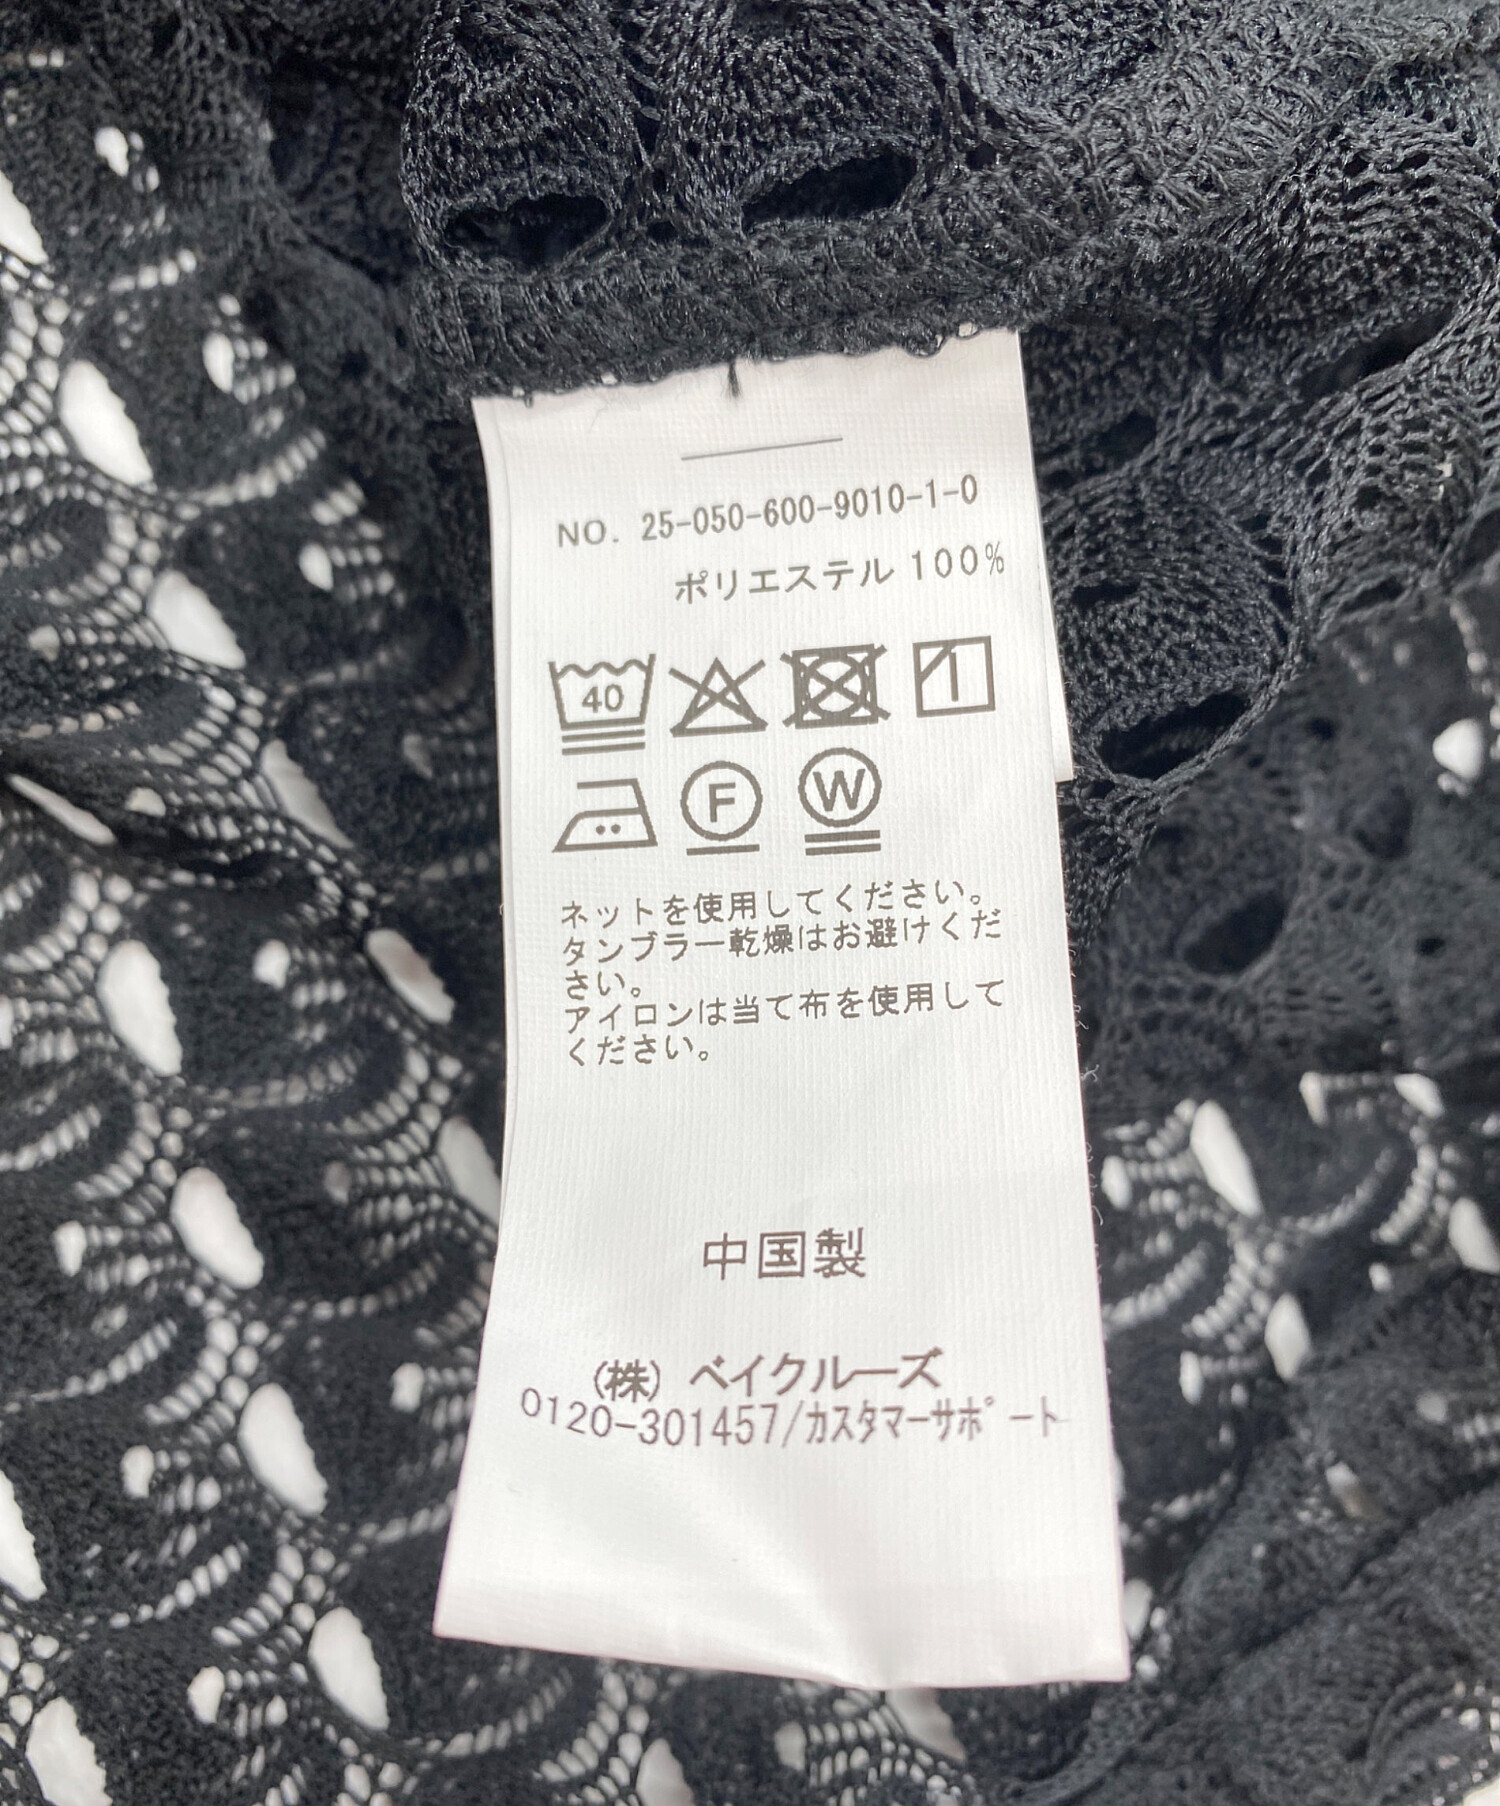 NO. 25-050-600-9010-1-0
ポリエステル 100%
40
F W
ネットを使用してください。
タンブラー乾燥はお避けくだ
さい。
アイロンは当て布を使用して
ください。
中国製
(株) ベイクルーズ
0120-301457/カスタマーサポート